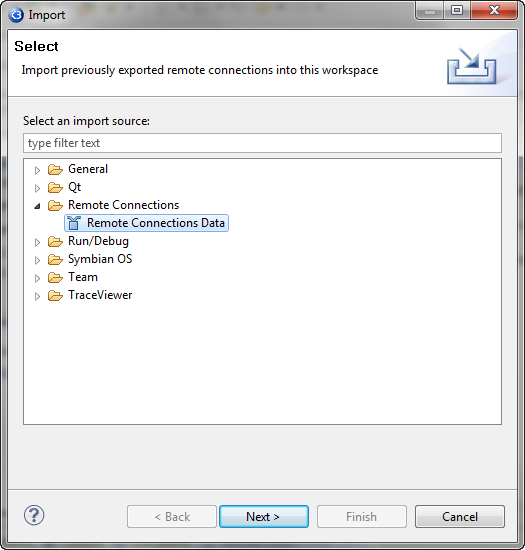 Import
Select
Import previously exported remote connections into this workspace
Select an import source:
type filter text
General
Qt
Remote Connections
Remote Connections Data
Run/Debug
Symbian OS
Team
TraceViewer
?
< Back
Next >
Finish
Cancel